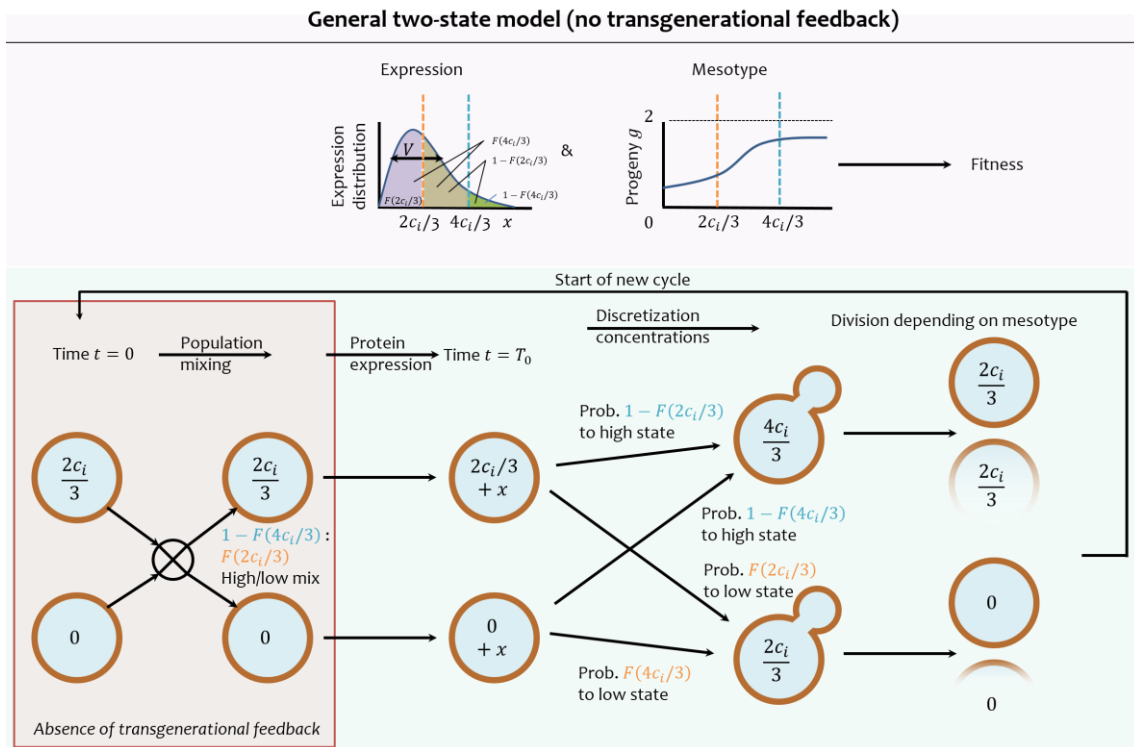 General two-state model (no transgenerational feedback)
Expression
Mesotype
Expression
distribution
V
F(4c_i/3)
1 − F(2c_i/3)
F(2c_i/3)
1 − F(4c_i/3)
2c_i/3
4c_i/3
x
&
Progeny g
2
0
2c_i/3
4c_i/3
Fitness
Start of new cycle
Time t = 0
Population
mixing
Protein
expression
Time t = T_0
Discretization
concentrations
Division depending on mesotype
2c_i
3
2c_i
3
1 − F(4c_i/3) :
F(2c_i/3)
High/low mix
0
0
Absence of transgenerational feedback
2c_i/3
+ x
0
+ x
Prob. 1 − F(2c_i/3)
to high state
Prob. 1 − F(4c_i/3)
to high state
Prob. F(2c_i/3)
to low state
Prob. F(4c_i/3)
to low state
4c_i
3
2c_i
3
2c_i
3
2c_i
3
0
0